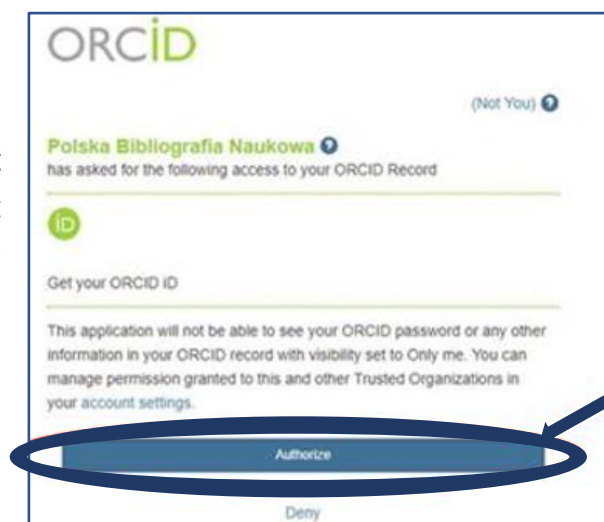 ORCiD
(Not You) ?
Polska Bibliografia Naukowa ?
has asked for the following access to your ORCID Record
iD
Get your ORCID iD
This application will not be able to see your ORCID password or any other
information in your ORCID record with visibility set to Only me. You can
manage permission granted to this and other Trusted Organizations in
your account settings.
Authorize
Deny